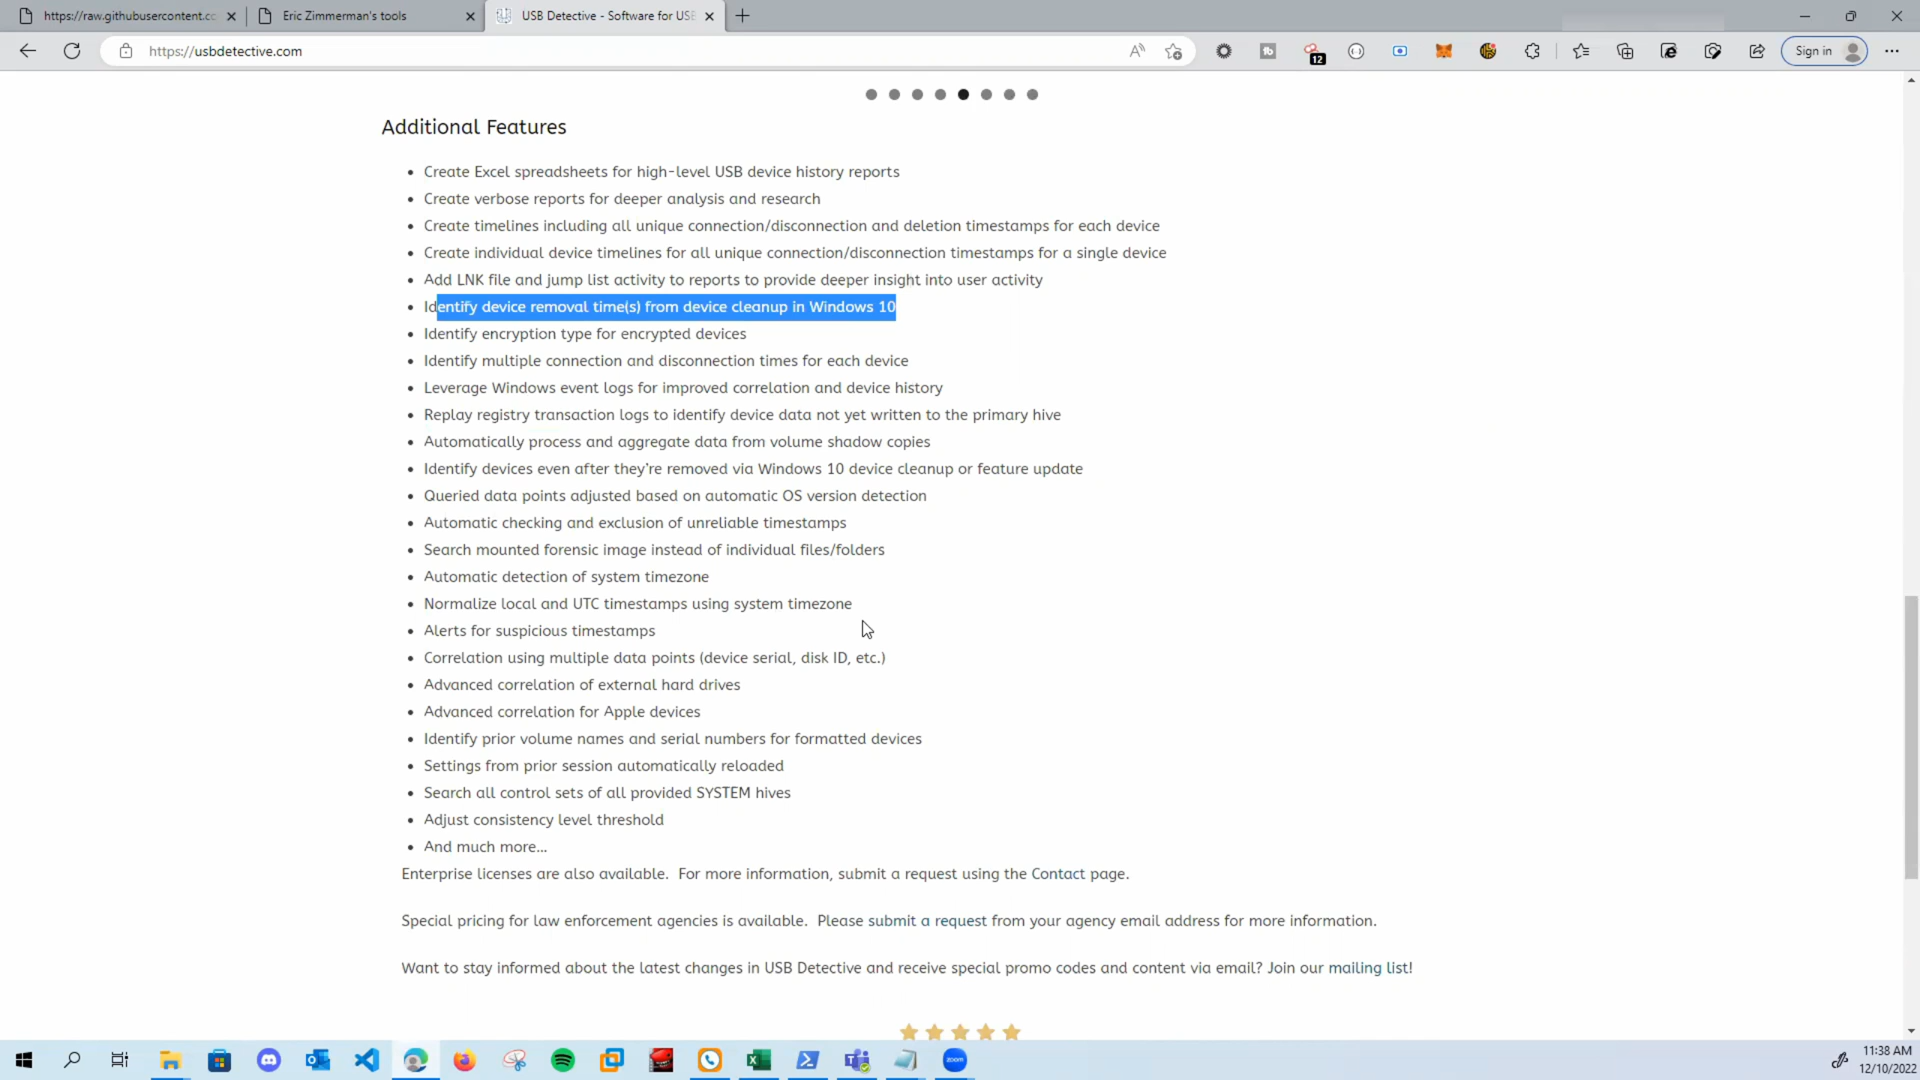 https://raw.githubusercontent.cc
Eric Zimmerman's tools
USB Detective - Software for USE
https://usbdetective.com
12
Sign in
Additional Features
• Create Excel spreadsheets for high-level USB device history reports
• Create verbose reports for deeper analysis and research
• Create timelines including all unique connection/disconnection and deletion timestamps for each device
• Create individual device timelines for all unique connection/disconnection timestamps for a single device
• Add LNK file and jump list activity to reports to provide deeper insight into user activity
• Identify device removal time(s) from device cleanup in Windows 10
• Identify encryption type for encrypted devices
• Identify multiple connection and disconnection times for each device
• Leverage Windows event logs for improved correlation and device history
• Replay registry transaction logs to identify device data not yet written to the primary hive
• Automatically process and aggregate data from volume shadow copies
• Identify devices even after they're removed via Windows 10 device cleanup or feature update
• Queried data points adjusted based on automatic OS version detection
• Automatic checking and exclusion of unreliable timestamps
• Search mounted forensic image instead of individual files/folders
• Automatic detection of system timezone
• Normalize local and UTC timestamps using system timezone
• Alerts for suspicious timestamps
• Correlation using multiple data points (device serial, disk ID, etc.)
• Advanced correlation of external hard drives
• Advanced correlation for Apple devices
• Identify prior volume names and serial numbers for formatted devices
• Settings from prior session automatically reloaded
• Search all control sets of all provided SYSTEM hives
• Adjust consistency level threshold
• And much more...
Enterprise licenses are also available. For more information, submit a request using the Contact page.
Special pricing for law enforcement agencies is available. Please submit a request from your agency email address for more information.
Want to stay informed about the latest changes in USB Detective and receive special promo codes and content via email? Join our mailing list!
zoom
11:38 AM
12/10/2022